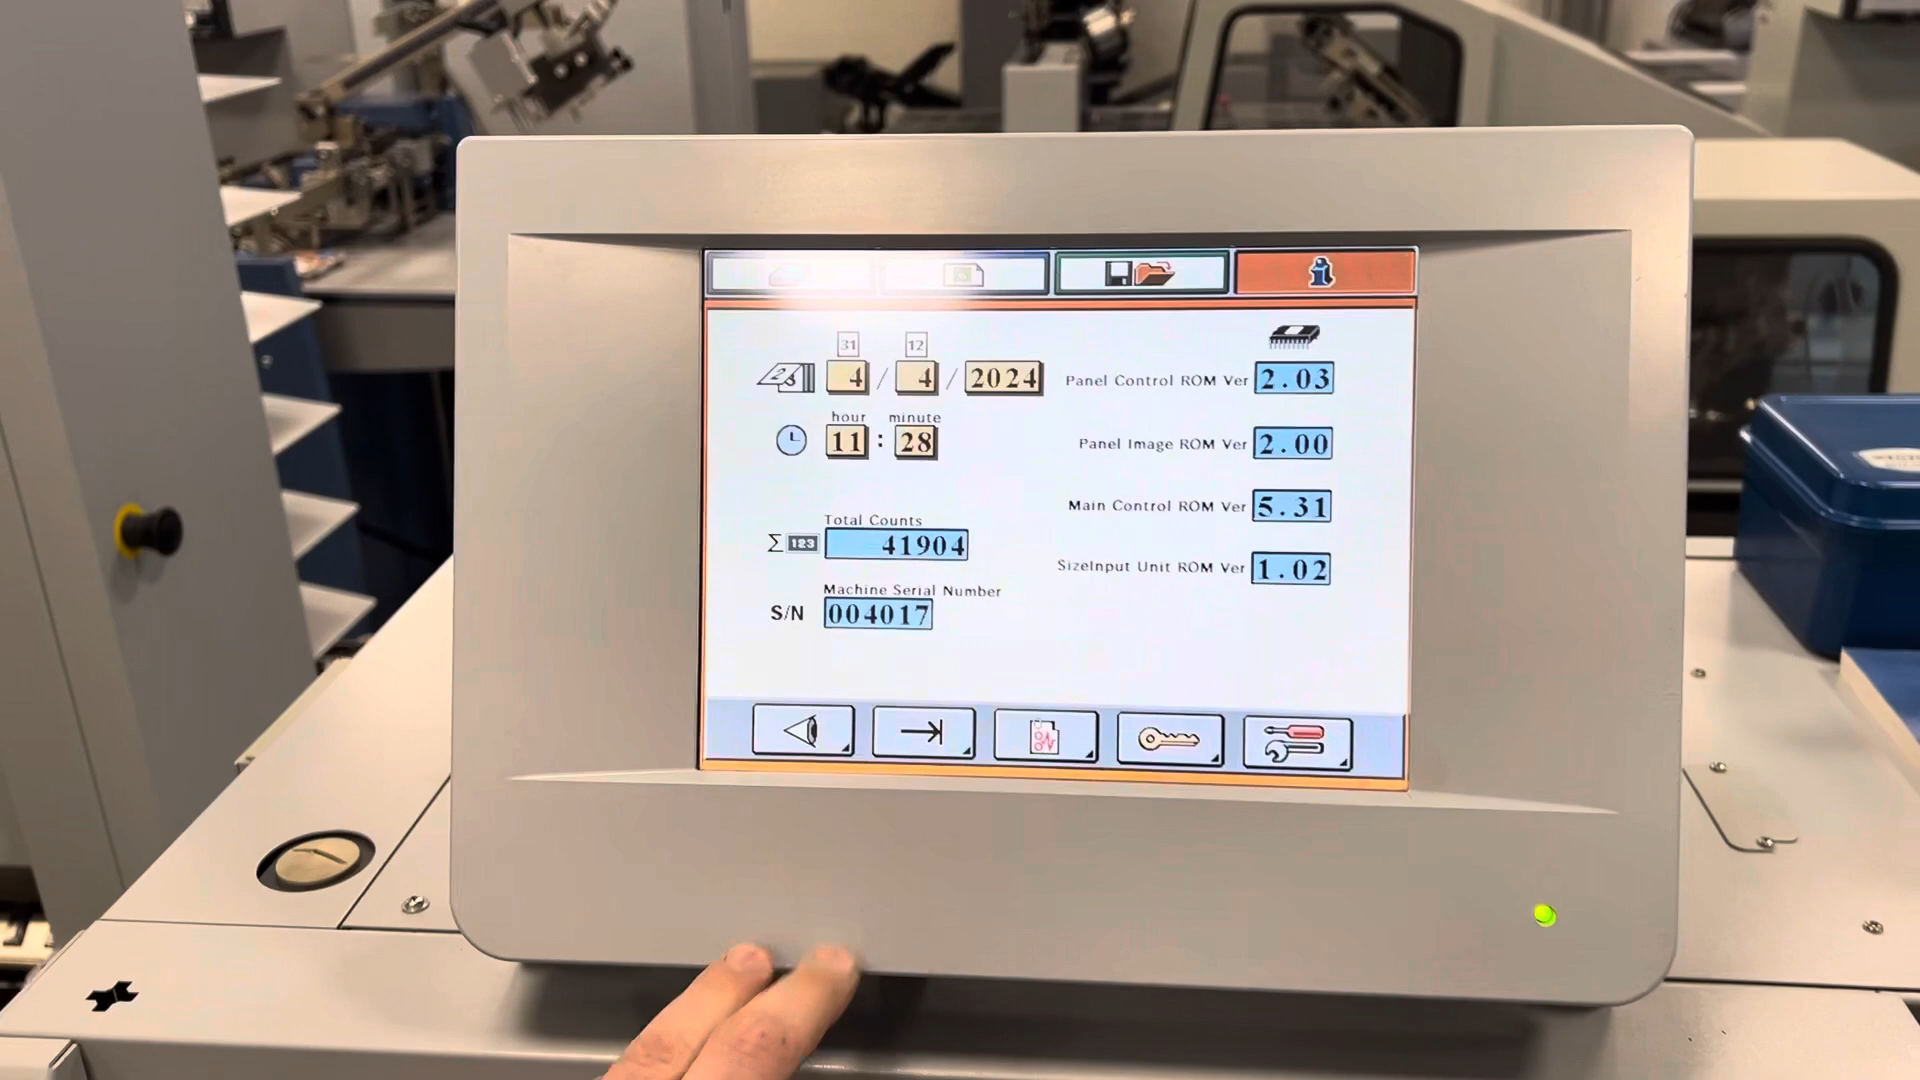 31 12
4 / 4 / 2024
hour minute
11 : 28
Total Counts
Σ 123 41904
Machine Serial Number
S/N 004017
Panel Control ROM Ver 2.03
Panel Image ROM Ver 2.00
Main Control ROM Ver 5.31
SizeInput Unit ROM Ver 1.02